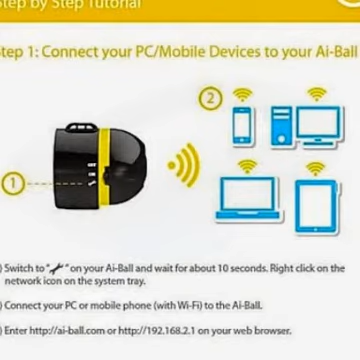 tep by Step Tutorial
Step 1: Connect your PC/Mobile Devices to your Ai-Ball
2
OFF
ON
1
) Switch to " " on your Ai-Ball and wait for about 10 seconds. Right click on the
network icon on the system tray.
) Connect your PC or mobile phone (with Wi-Fi) to the Ai-Ball.
) Enter http://ai-ball.com or http://192.168.2.1 on your web browser.